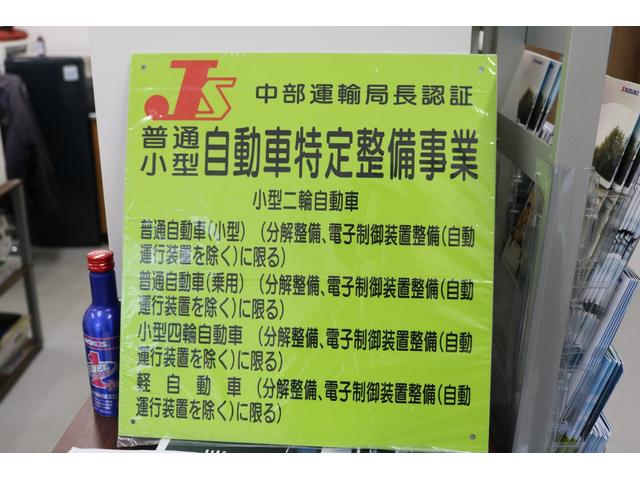 JS 中部運輸局長認証
普通
小型 自動車特定整備事業
小型二輪自動車
普通自動車(小型) (分解整備、電子制御装置整備(自動
運行装置を除く)に限る)
普通自動車(乗用) (分解整備、電子制御装置整備(自動
運行装置を除く)に限る)
小型四輪自動車 (分解整備、電子制御装置整備(自動
運行装置を除く)に限る)
軽自動車 (分解整備、電子制御装置整備(自動
運行装置を除く)に限る)
WAKO'S
SUZUKI